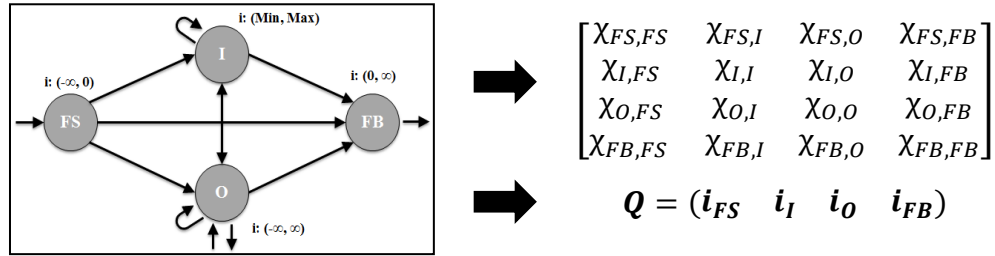 i: (Min, Max)
I
i: (-∞, 0)
i: (0, ∞)
FS
FB
O
i: (-∞, ∞)
χFS,FS χFS,I χFS,O χFS,FB
χI,FS χI,I χI,O χI,FB
χO,FS χO,I χO,O χO,FB
χFB,FS χFB,I χFB,O χFB,FB
Q = (iFS iI iO iFB)